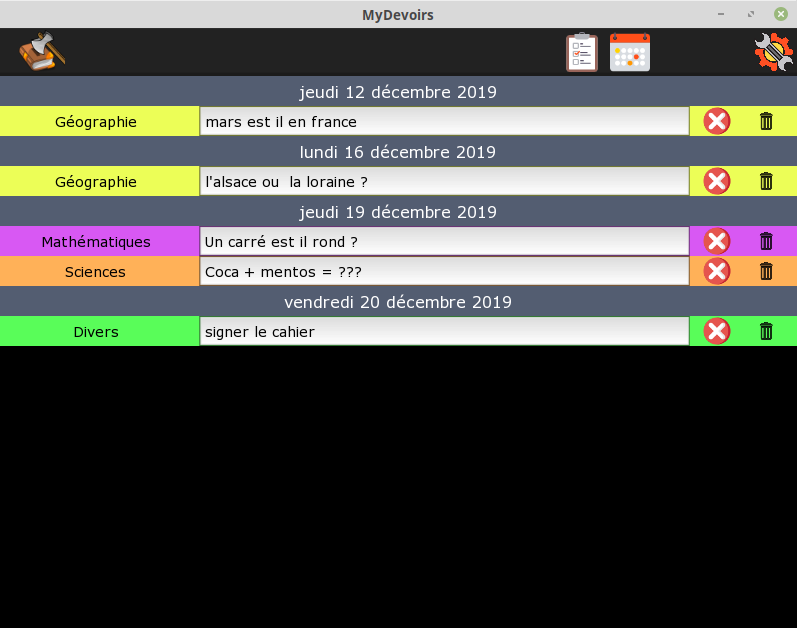 MyDevoirs
jeudi 12 décembre 2019
Géographie mars est il en france
lundi 16 décembre 2019
Géographie l'alsace ou  la loraine ?
jeudi 19 décembre 2019
Mathématiques Un carré est il rond ?
Sciences Coca + mentos = ???
vendredi 20 décembre 2019
Divers signer le cahier